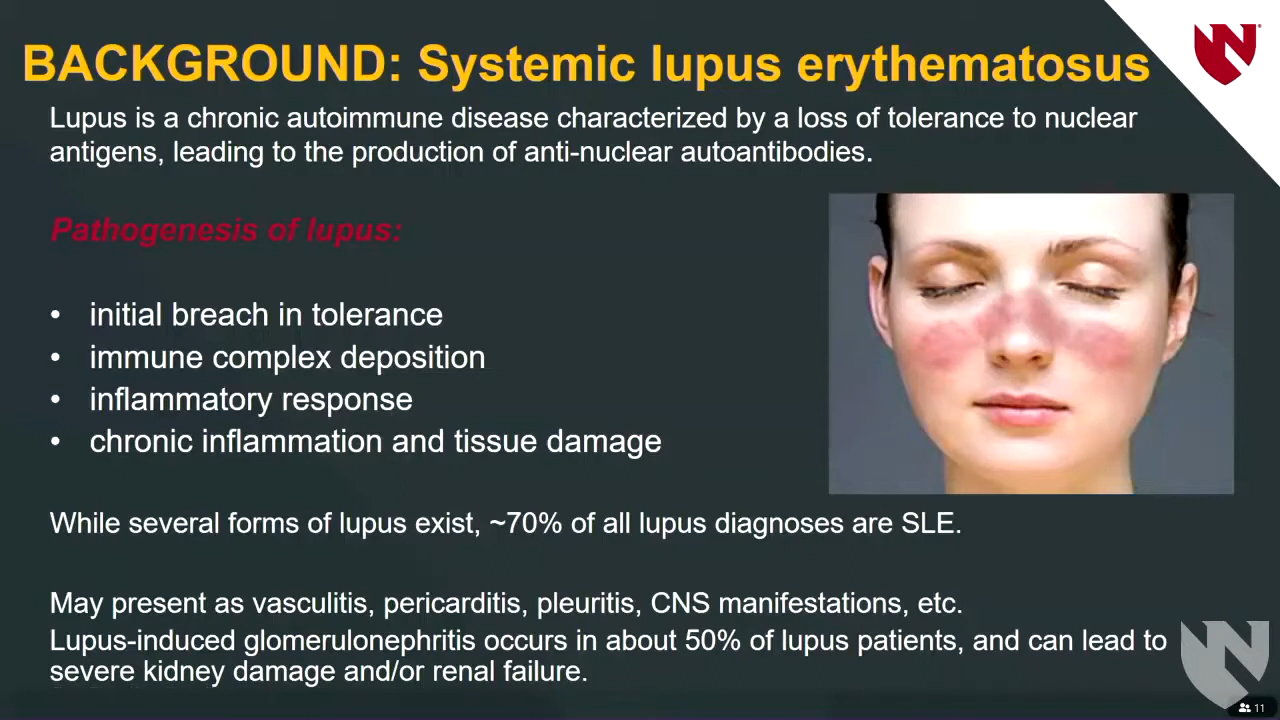 BACKGROUND: Systemic lupus erythematosus
Lupus is a chronic autoimmune disease characterized by a loss of tolerance to nuclear
antigens, leading to the production of anti-nuclear autoantibodies.
Pathogenesis of lupus:
• initial breach in tolerance
• immune complex deposition
• inflammatory response
• chronic inflammation and tissue damage
While several forms of lupus exist, ~70% of all lupus diagnoses are SLE.
May present as vasculitis, pericarditis, pleuritis, CNS manifestations, etc.
Lupus-induced glomerulonephritis occurs in about 50% of lupus patients, and can lead to
severe kidney damage and/or renal failure.
N
N
11